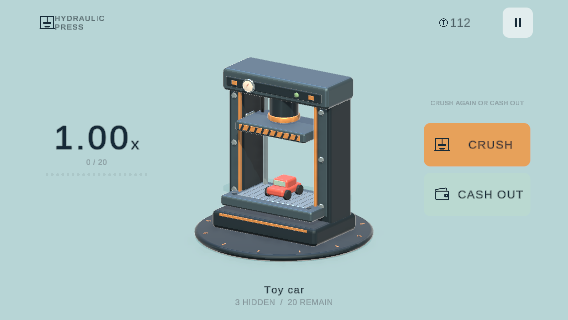 HYDRAULIC
PRESS
112
CRUSH AGAIN OR CASH OUT
1.00x
0 / 20
CRUSH
CASH OUT
Toy car
3 HIDDEN / 20 REMAIN